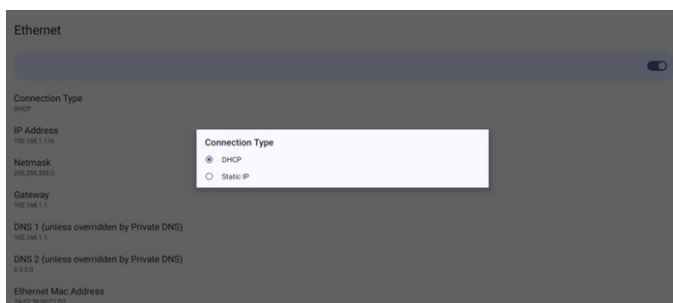 Ethernet
Connection Type
DHCP
IP Address
192.168.1.116
Netmask
255.255.255.0
Gateway
192.168.1.1
DNS 1 (unless overridden by Private DNS)
192.168.1.1
DNS 2 (unless overridden by Private DNS)
0.0.0.0
Ethernet Mac Address
Connection Type
DHCP
Static IP